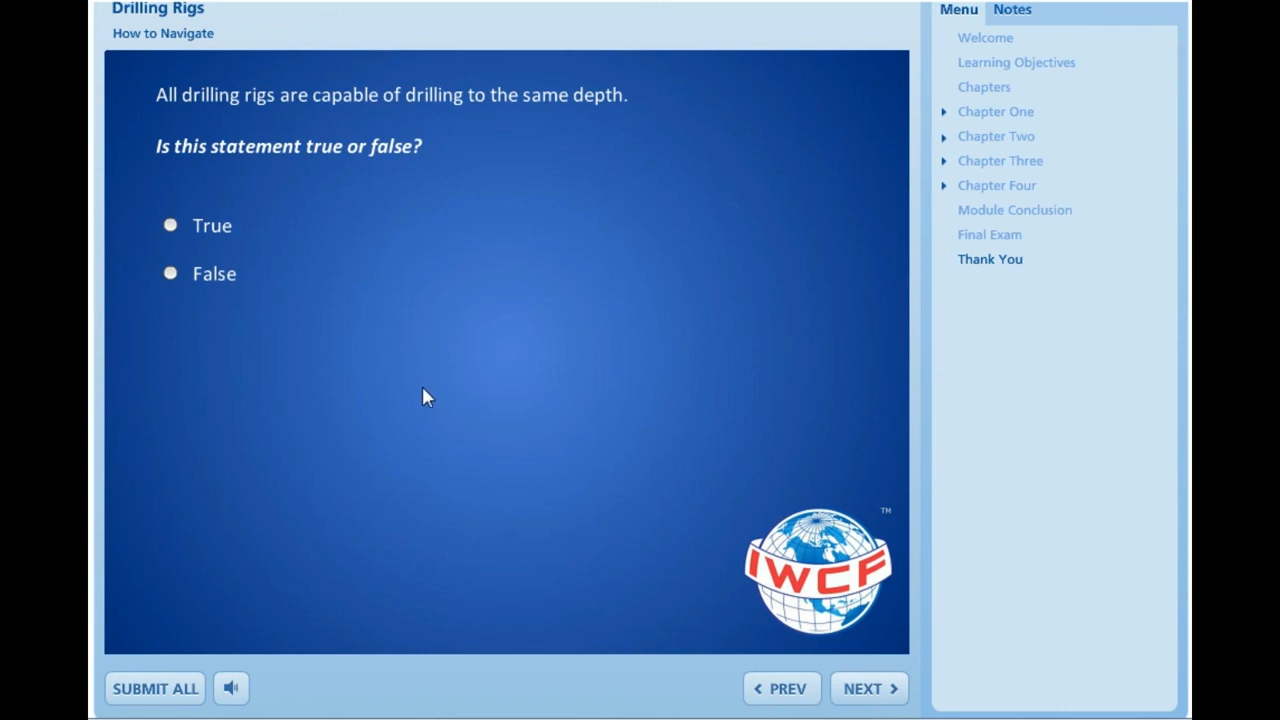 Drilling Rigs
How to Navigate
All drilling rigs are capable of drilling to the same depth.
Is this statement true or false?
True
False
IWCF
TM
SUBMIT ALL
PREV
NEXT
Menu
Notes
Welcome
Learning Objectives
Chapters
Chapter One
Chapter Two
Chapter Three
Chapter Four
Module Conclusion
Final Exam
Thank You